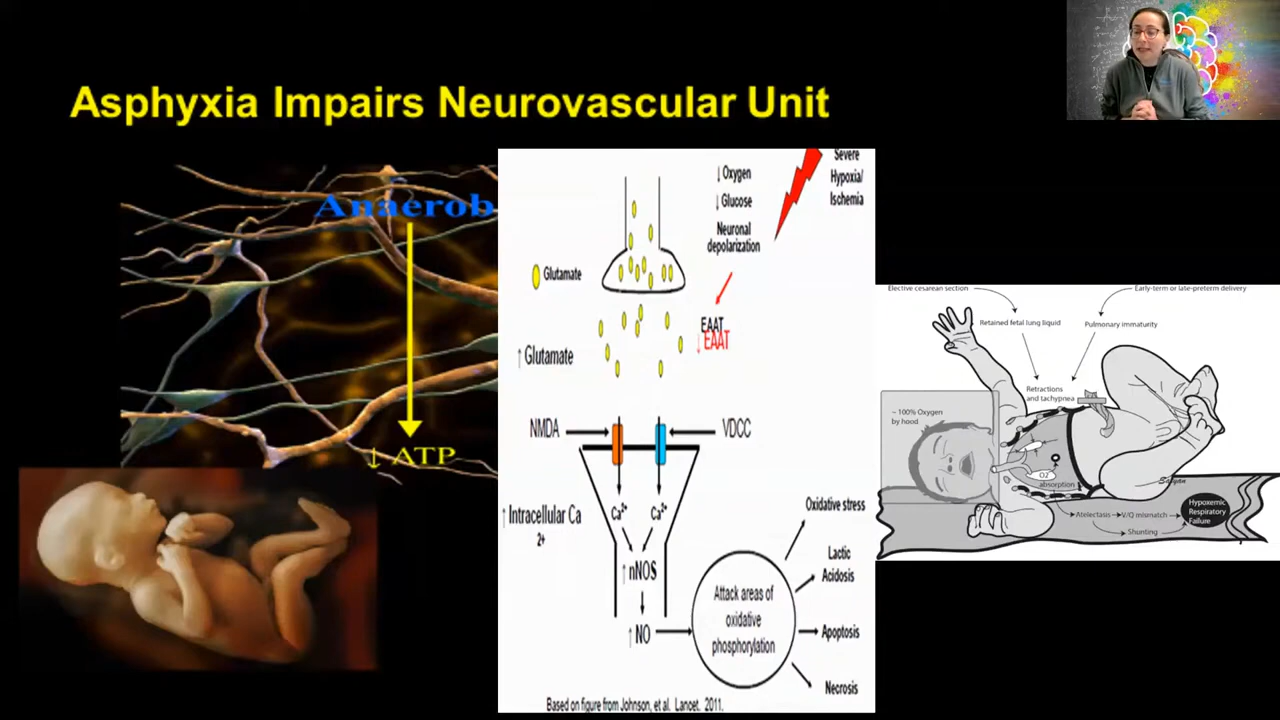 Asphyxia Impairs Neurovascular Unit
Anaerob
↓ ATP
↓Oxygen
↓Glucose
Neuronal
depolarization
Severe
Hypoxia/
Ischemia
Glutamate
EAAT
↓ EAAT
↑ Glutamate
NMDA
VDCC
↑ Intracellular Ca
2+
Ca²⁺
Ca²⁺
↑nNOS
↑NO
Attack areas of
oxidative
phosphorylation
Oxidative stress
Lactic
Acidosis
Apoptosis
Necrosis
Based on figure from Johnson, et al. Lancet. 2011.
Elective cesarean section
Early-term or late-preterm delivery
Retained fetal lung liquid
Pulmonary immaturity
Retractions
and tachypnea
~ 100% Oxygen
by hood
O2
absorption
Atelectasis
V/Q mismatch
Shunting
Hypoxemic
Respiratory
Failure